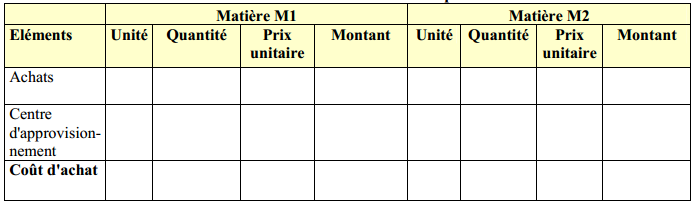 Matière M1 Matière M2
Eléments Unité Quantité Prix unitaire Montant Unité Quantité Prix unitaire Montant
Achats
Centre
d'approvision-
nement
Coût d'achat